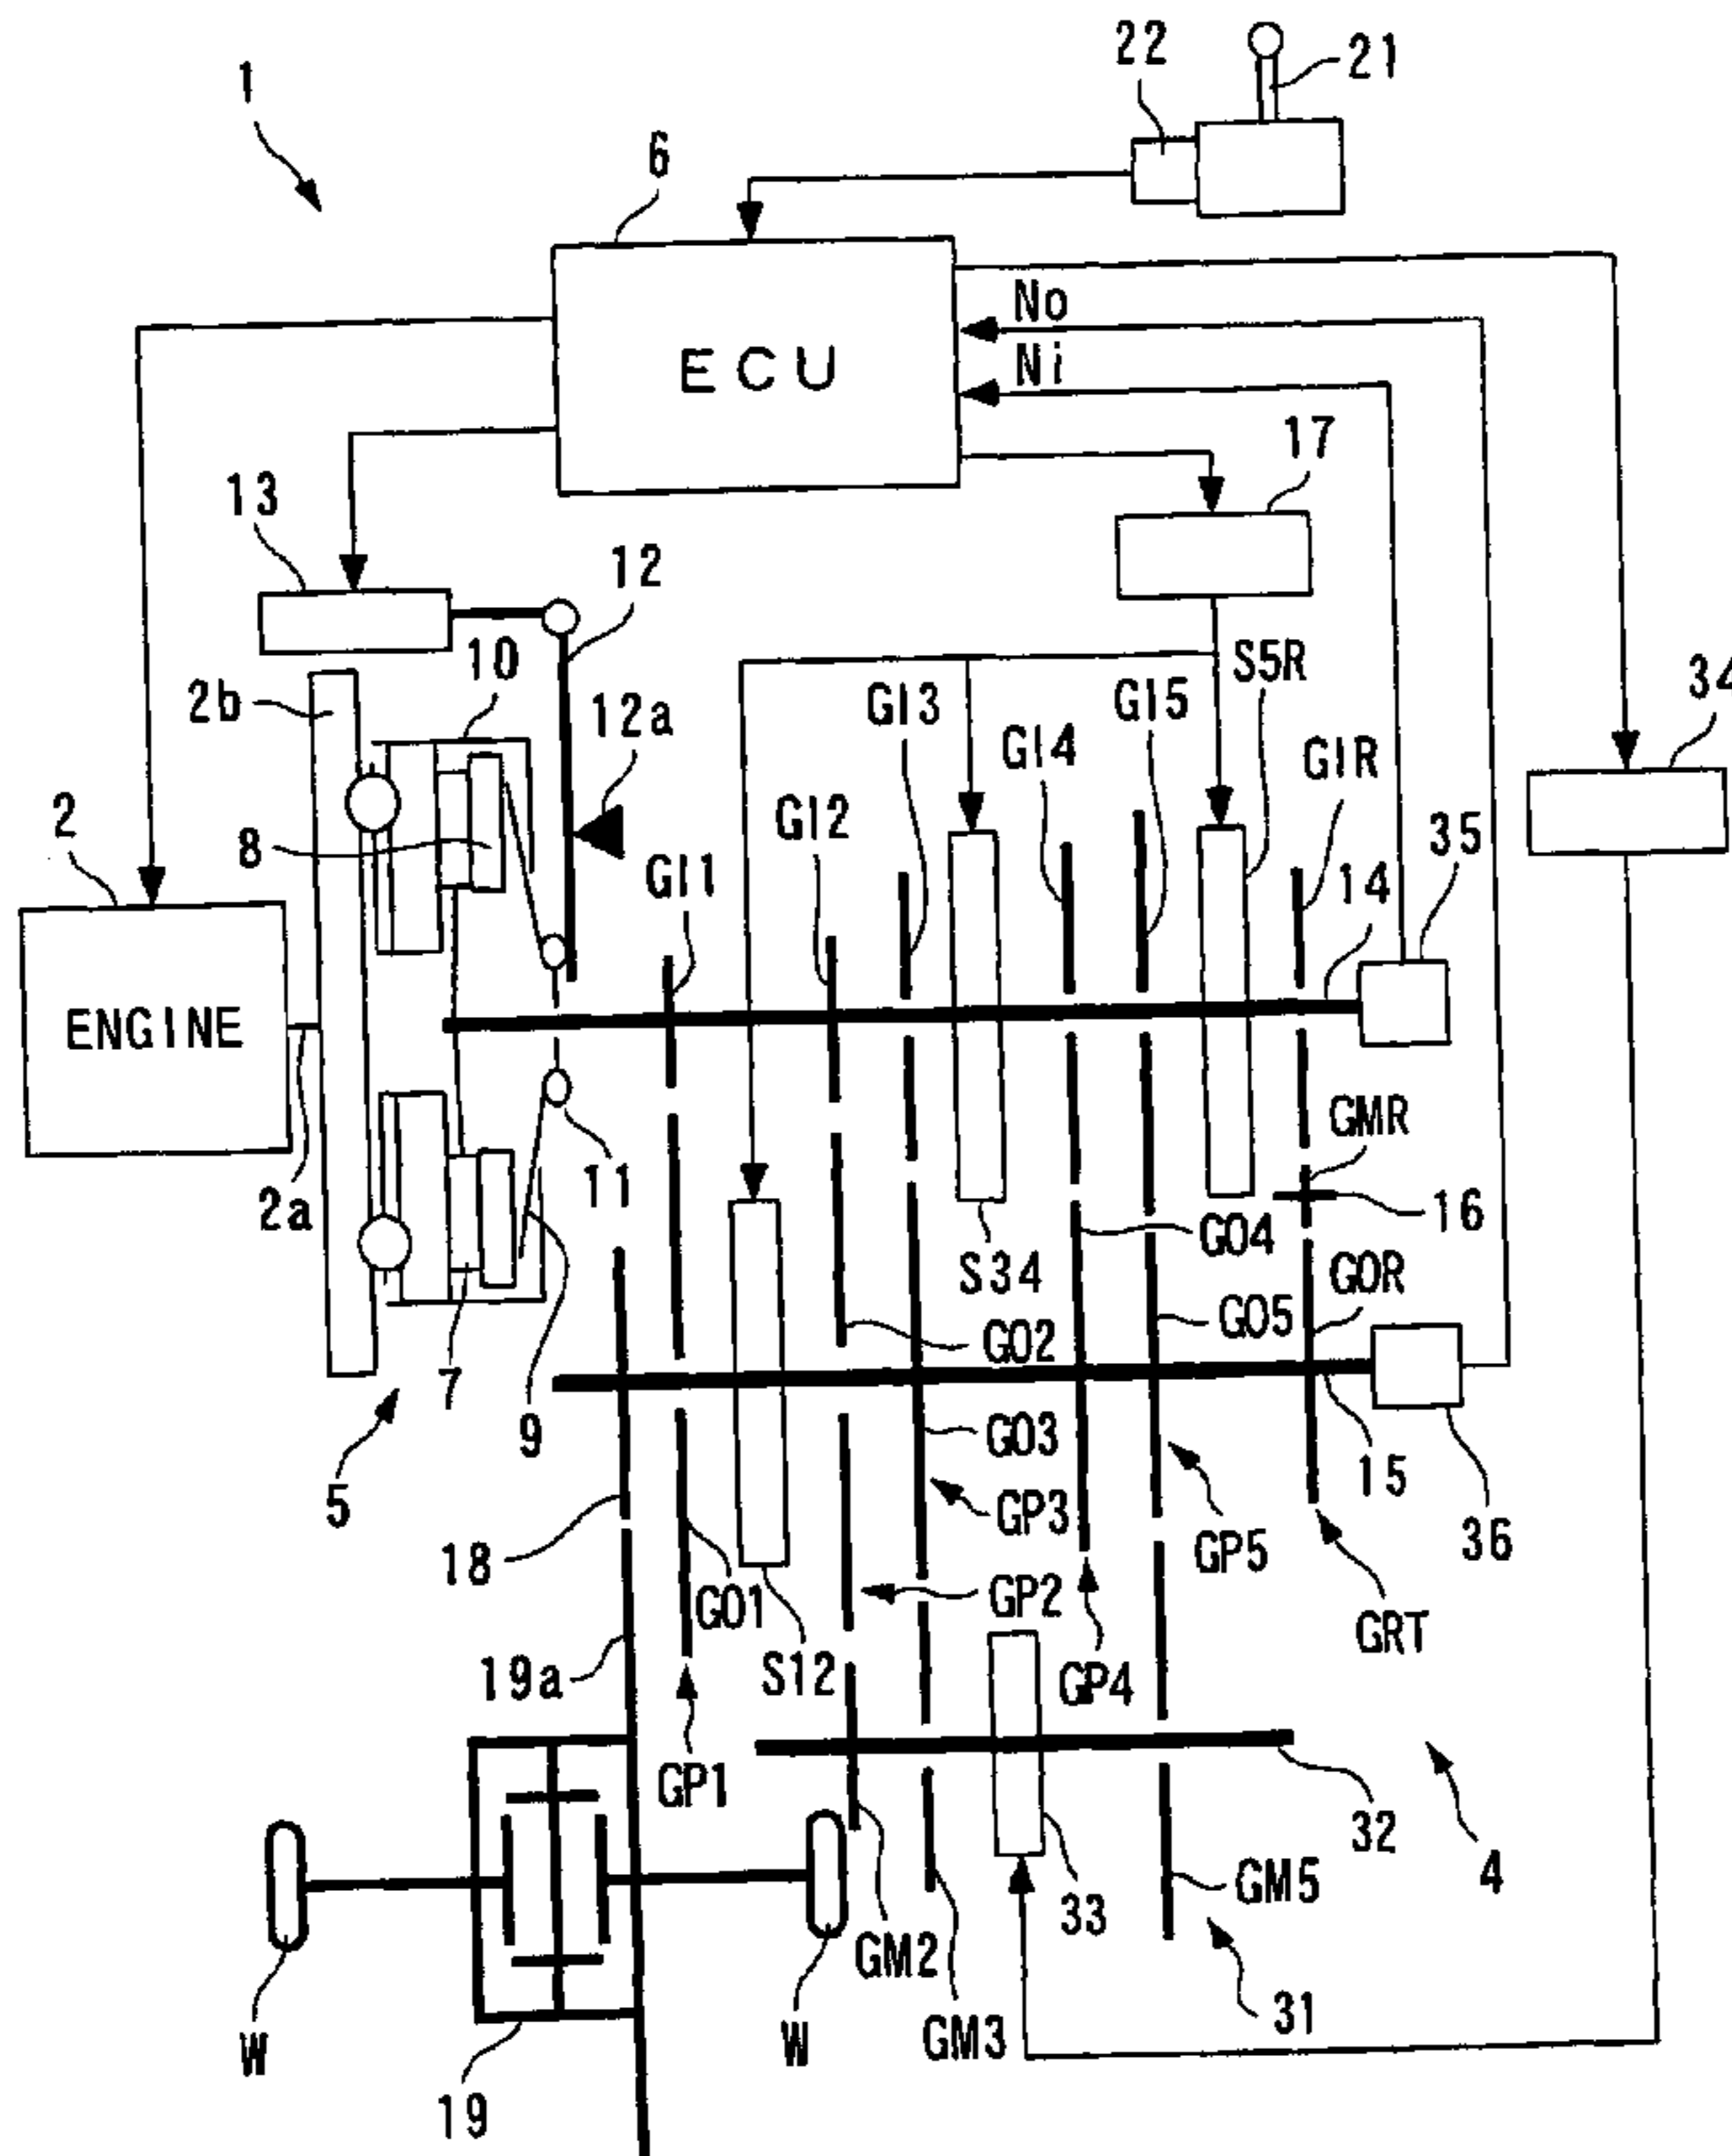 1
22
21
6
No
Ni
ECU
17
13
12
10
S5R
34
2b
12a
GI3
GI5
GI4
GIR
2
8
GI2
35
GI1
14
ENGINE
GMR
2a
11
16
GO4
S34
GOR
GO2
GO5
7
9
GO3
15
5
GP3
36
18
GP5
GO1
GP2
GRT
19a
S12
GP4
GP1
32
4
33
GM5
GM2
31
W
W
GM3
19